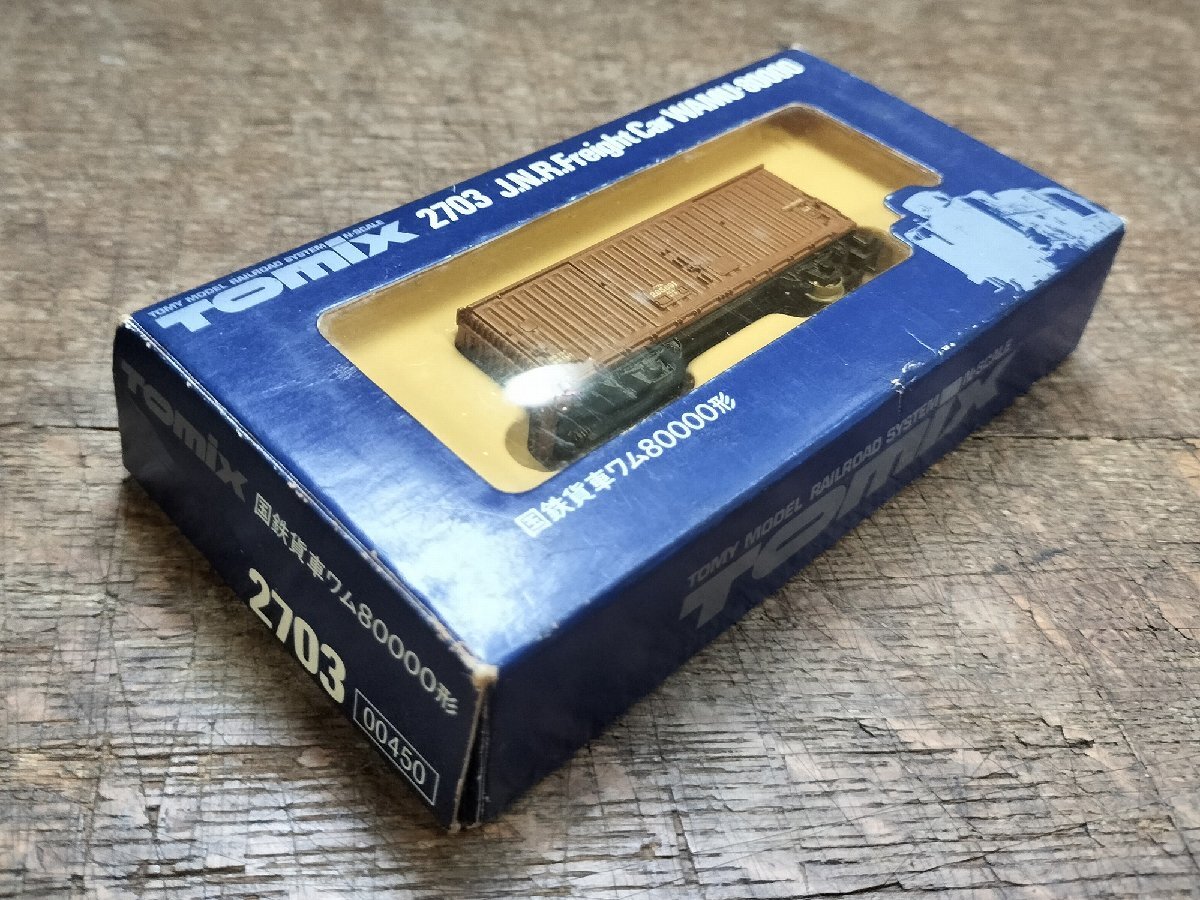 TOMY MODEL RAILROAD SYSTEM N-SCALE
TOMIX 2703 J.N.R.Freight Car WAMU-80000
国鉄貨車ワム80000形
TOMIX
国鉄貨車ワム80000形
2703
00450
TOMY MODEL RAILROAD SYSTEM N-SCALE
TOMIX